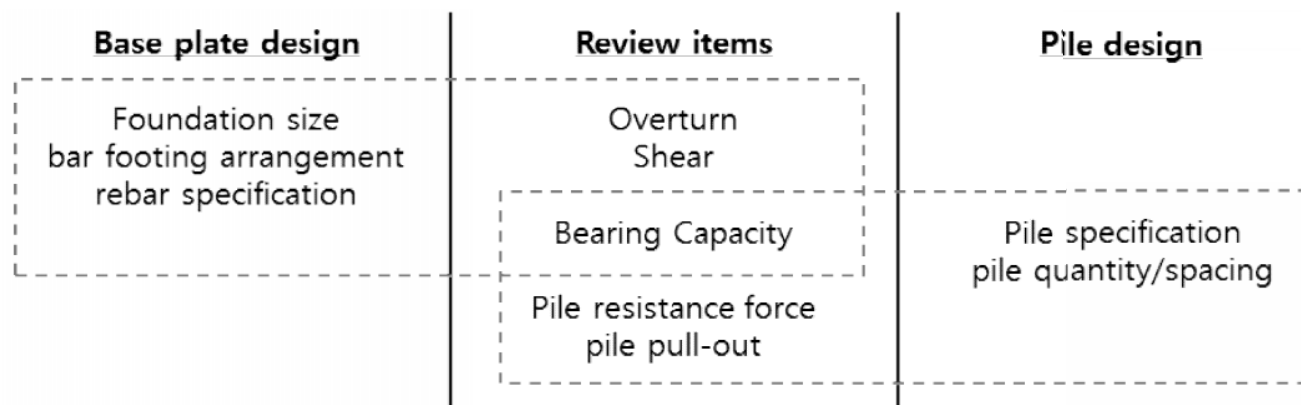 Base plate design
Review items
Pile design
Foundation size
bar footing arrangement
rebar specification
Overturn
Shear
Bearing Capacity
Pile resistance force
pile pull-out
Pile specification
pile quantity/spacing